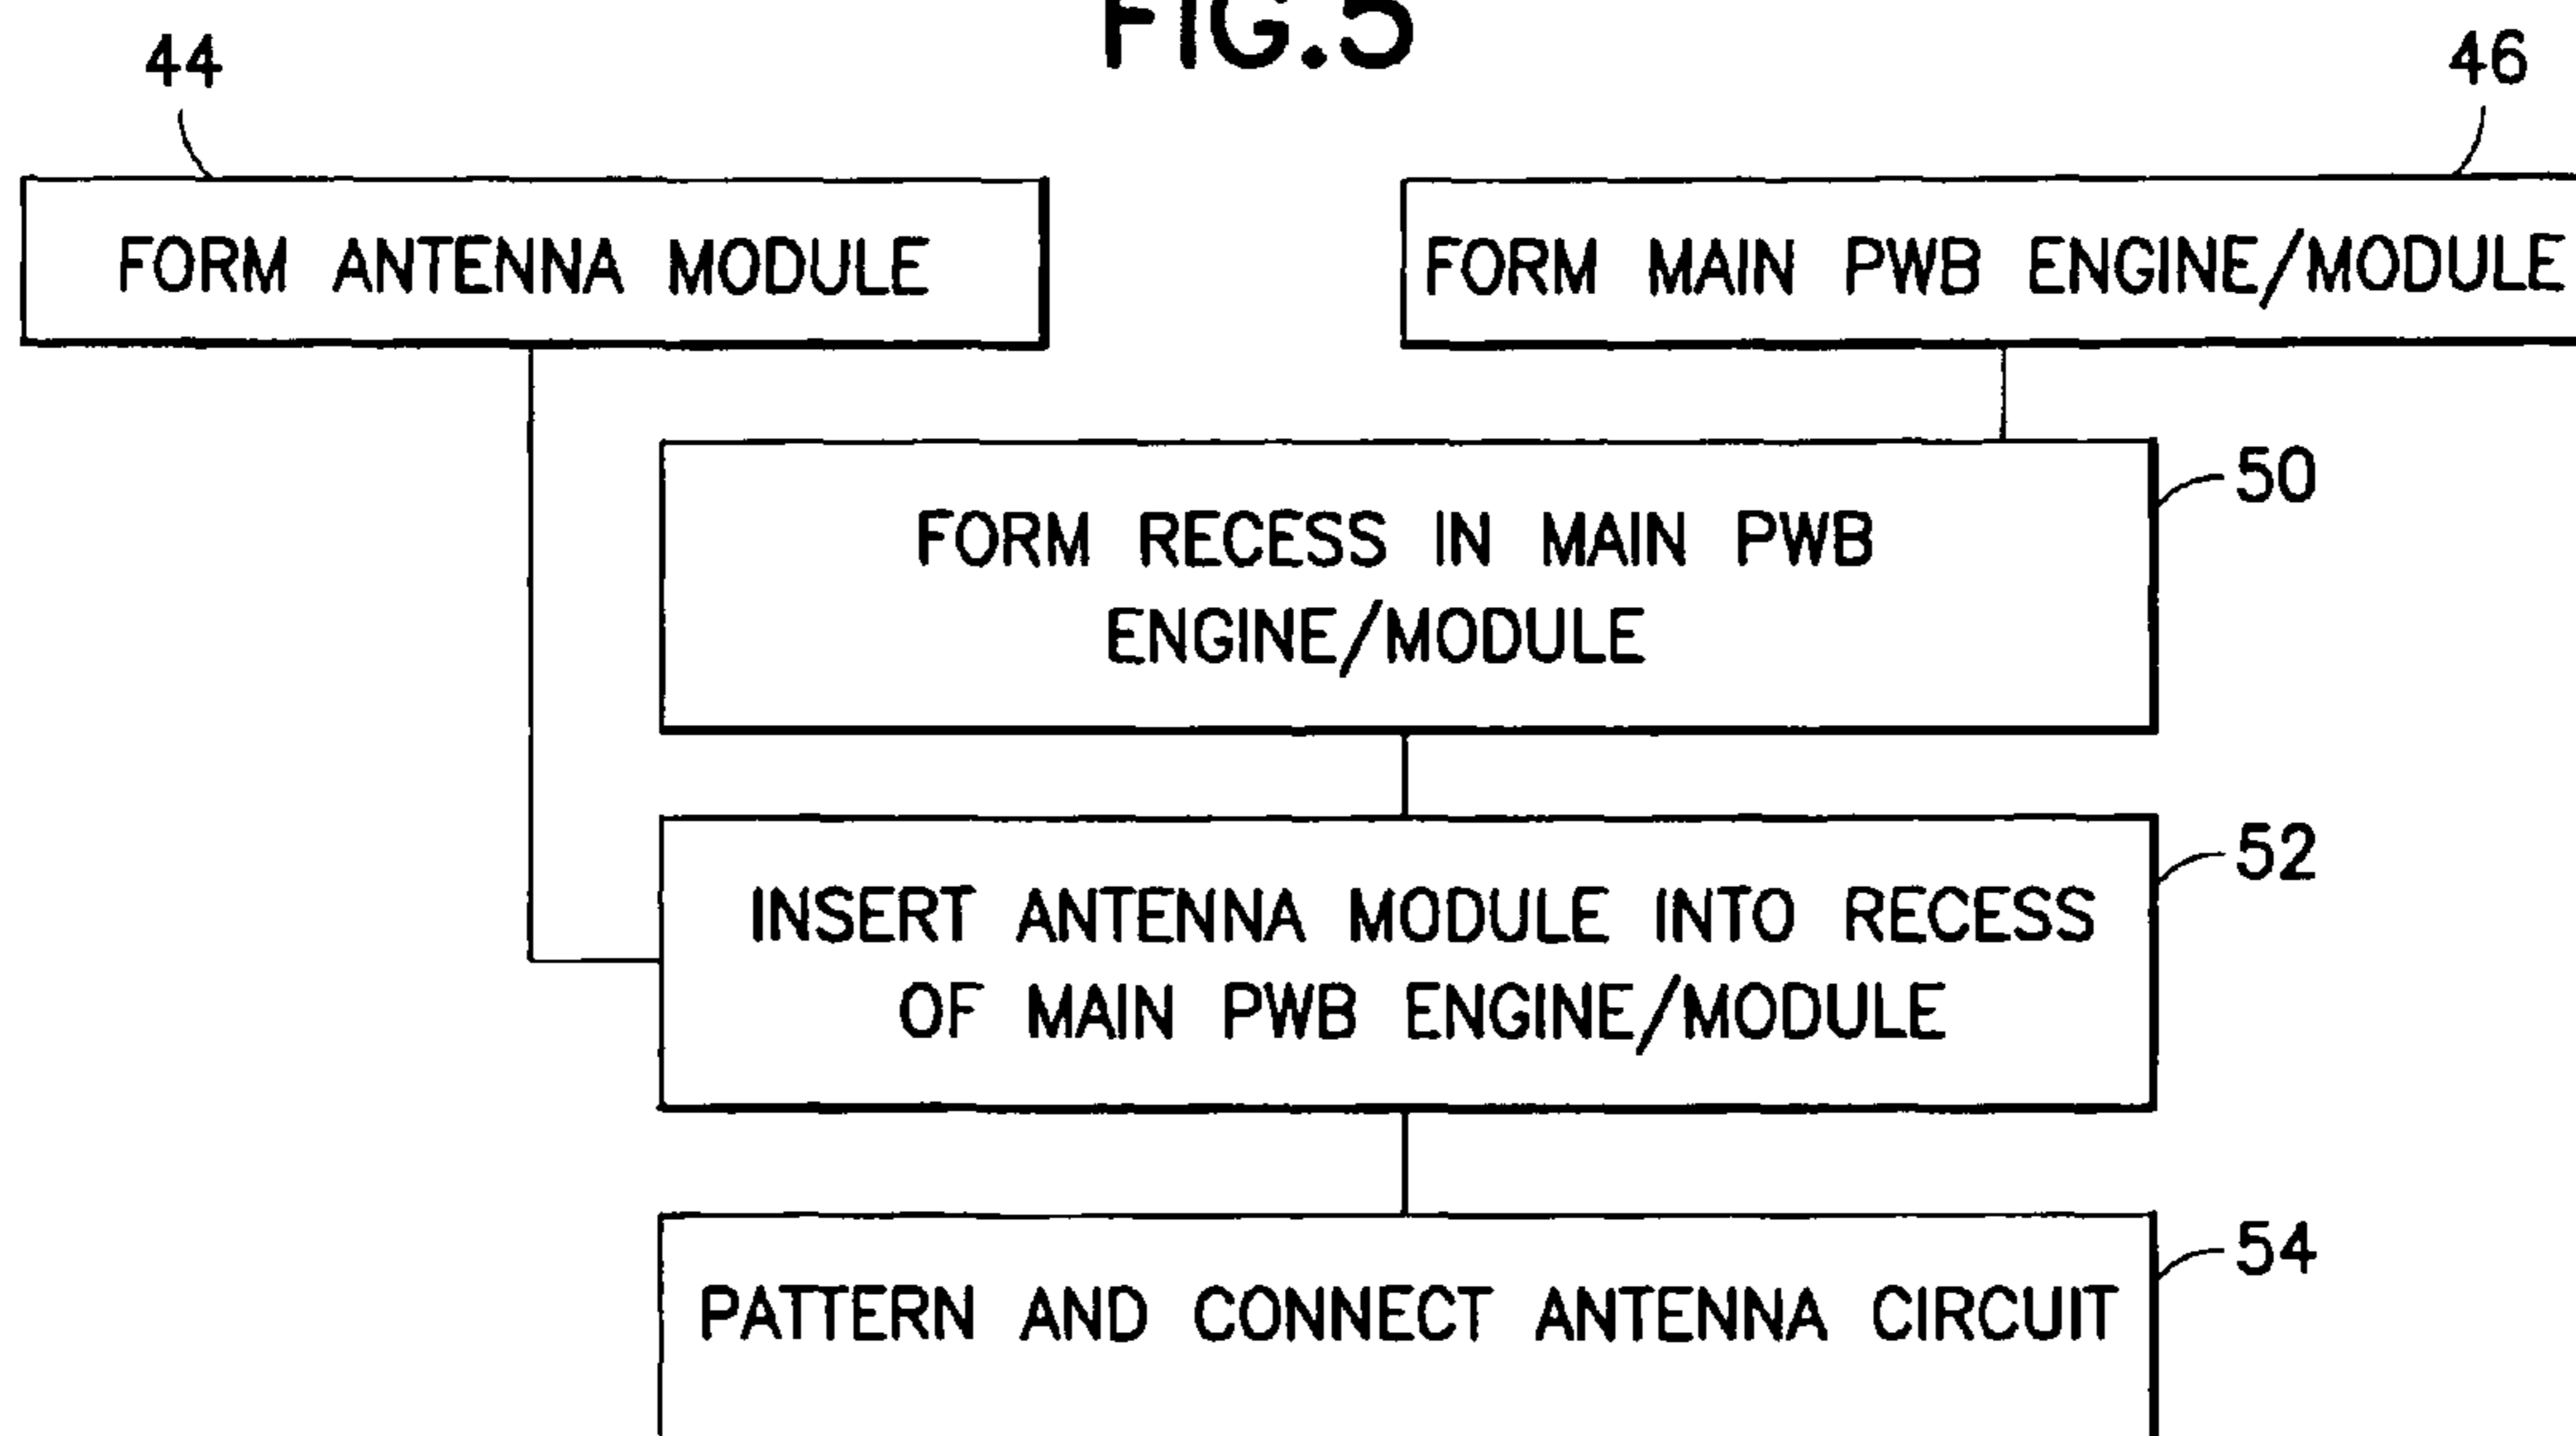 FIG.5
44
46
FORM ANTENNA MODULE
FORM MAIN PWB ENGINE/MODULE
50
FORM RECESS IN MAIN PWB
ENGINE/MODULE
52
INSERT ANTENNA MODULE INTO RECESS
OF MAIN PWB ENGINE/MODULE
54
PATTERN AND CONNECT ANTENNA CIRCUIT